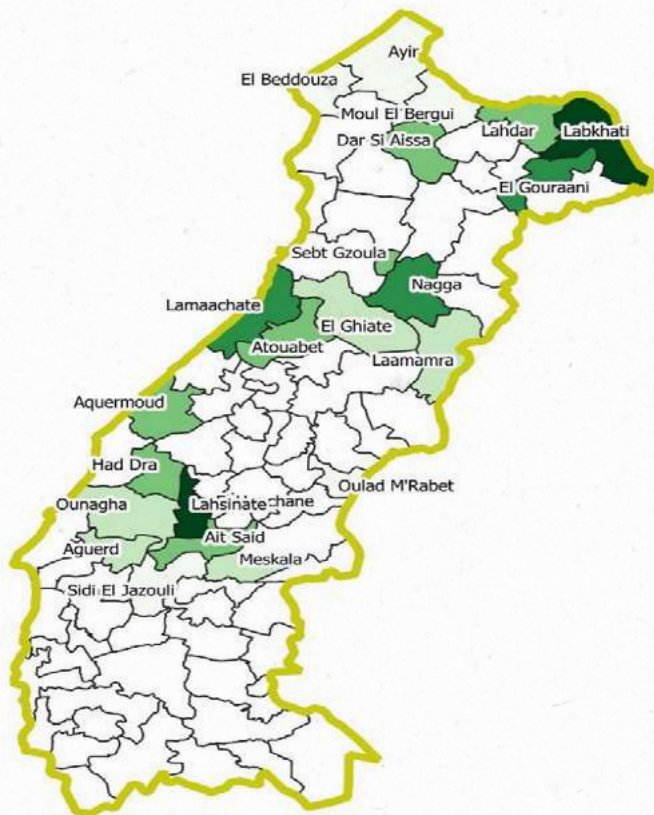 Ayir
El Beddouza
Moul El Bergui
Dar Si Aissa
Lahdar
Labkhati
El Gouraani
Sebt Gzoula
Nagga
Lamaachate
El Ghiate
Atouabet
Laamamra
Aquermoud
Had Dra
Oulad M'Rabet
Ounagha
Lahsinate
Ait Said
Aguerd
Meskala
Sidi El Jazouli